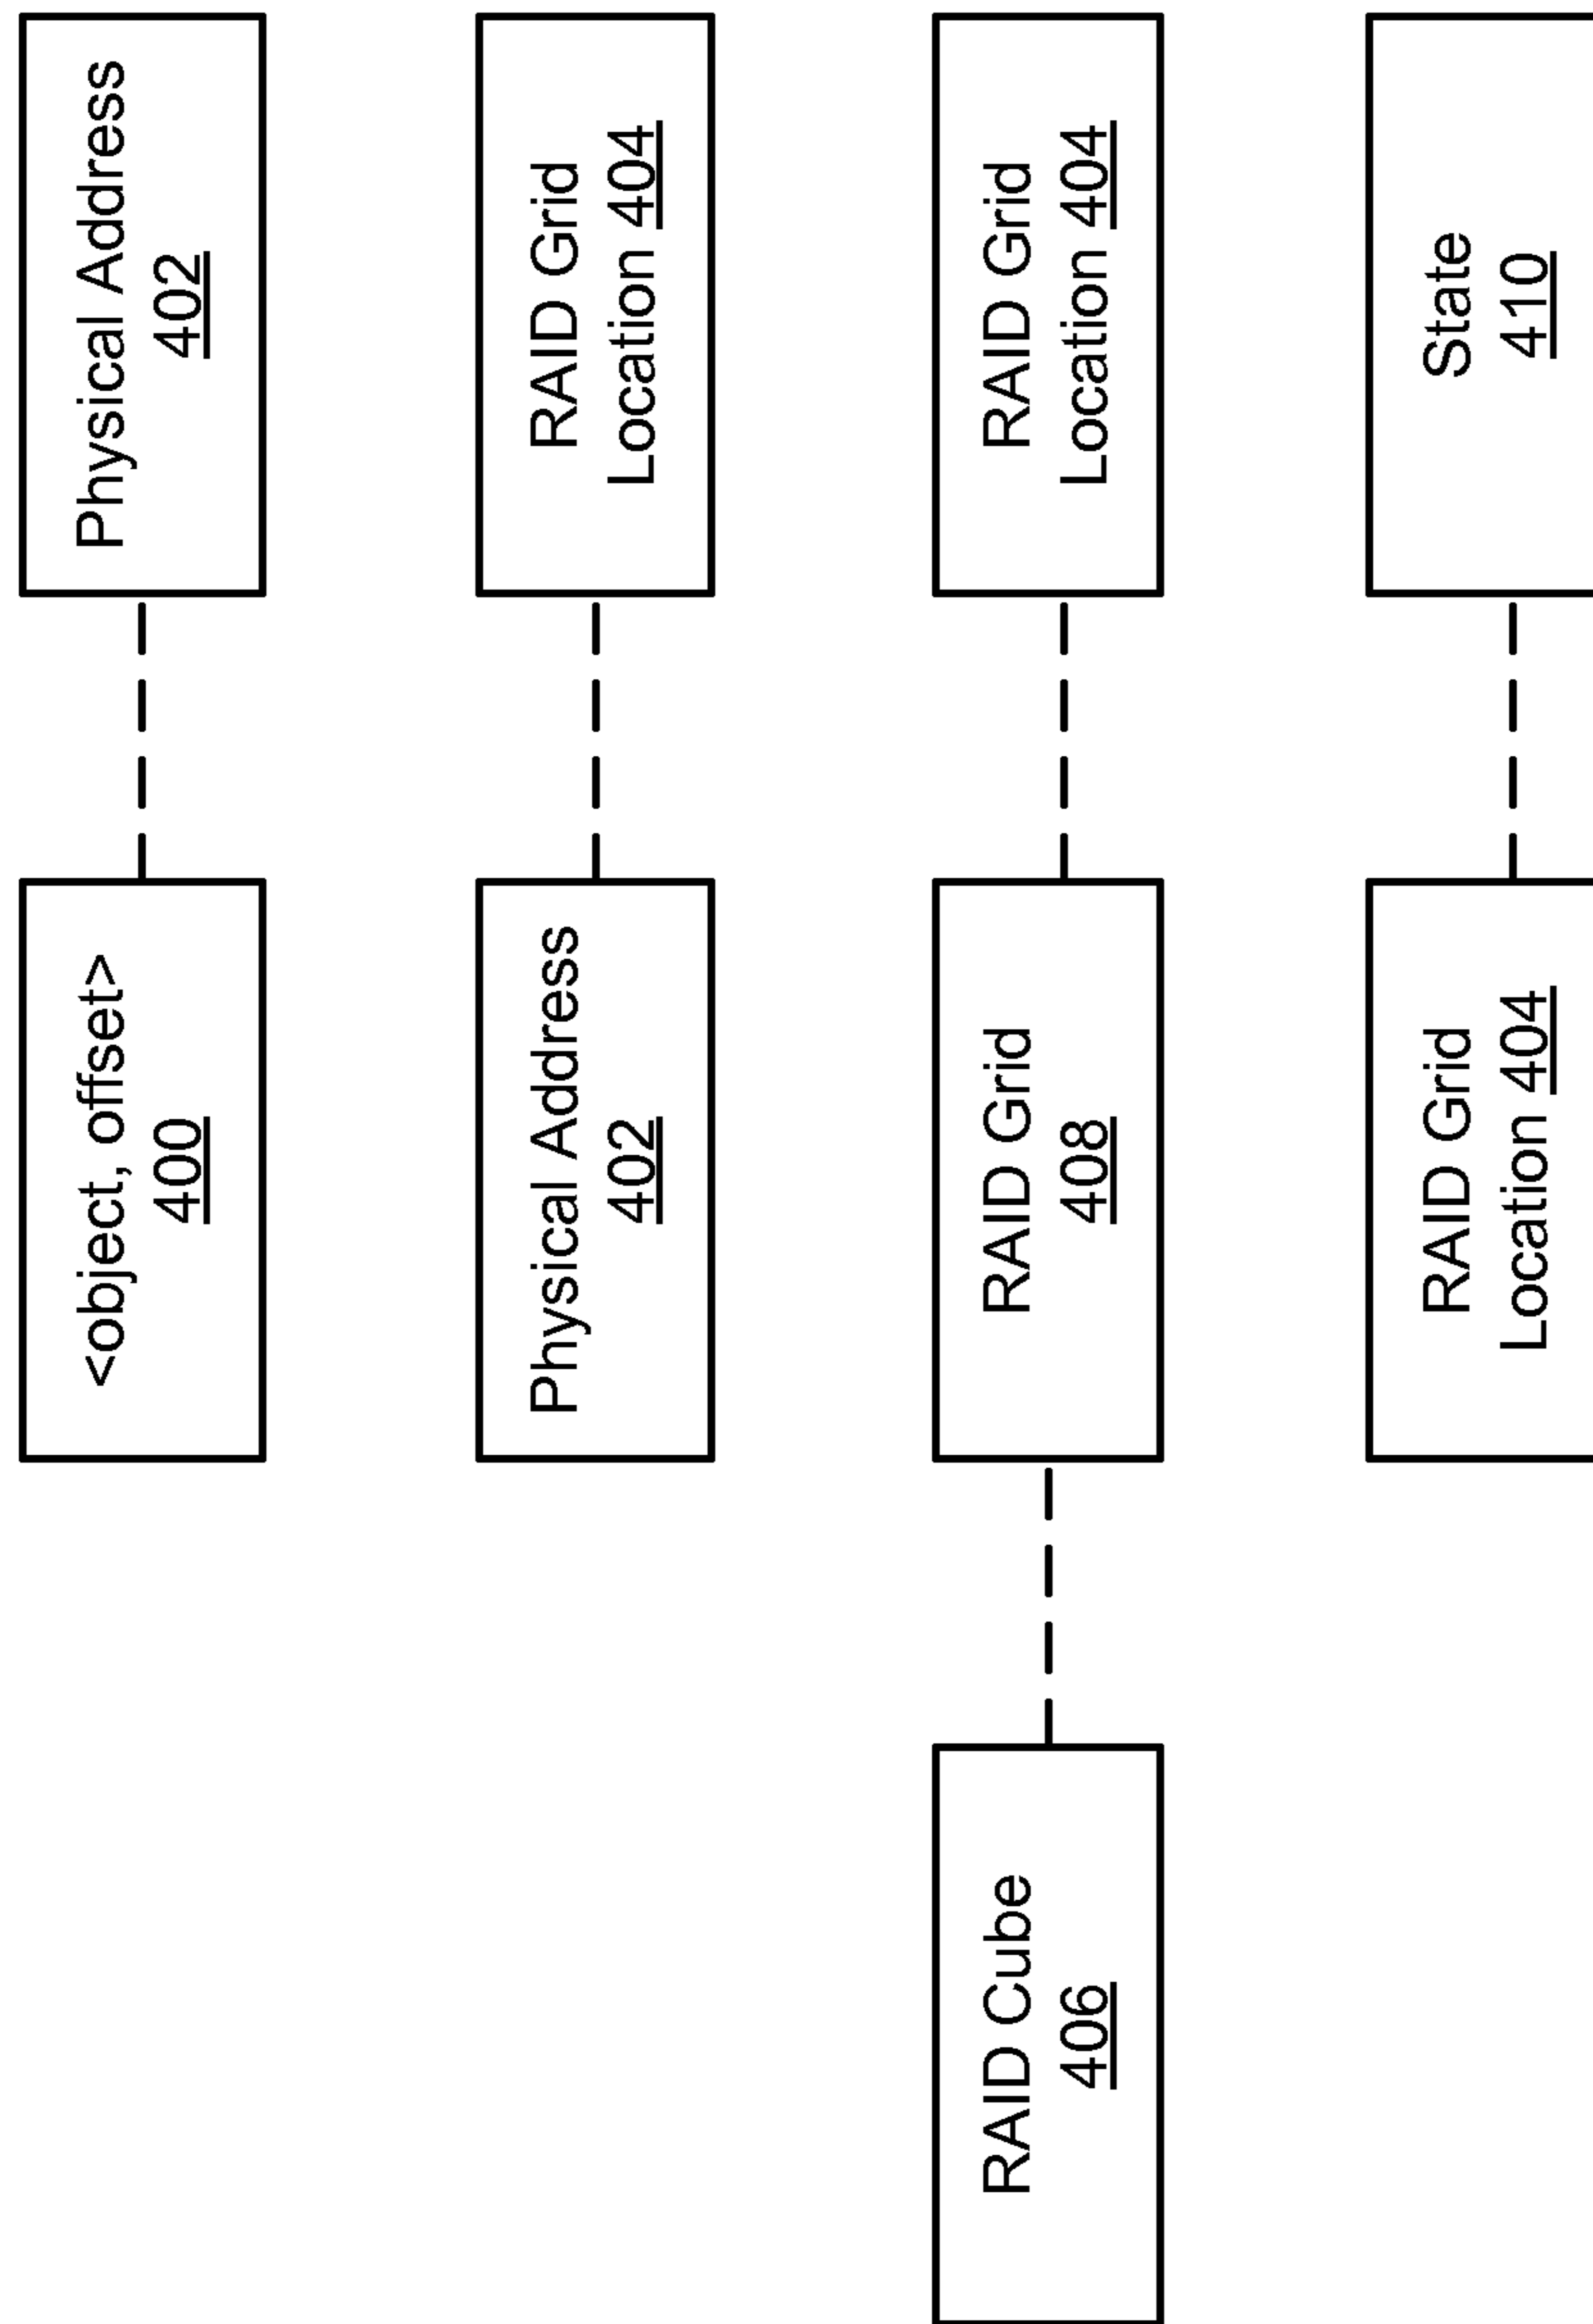 <object, offset>
400
Physical Address
402
Physical Address
402
RAID Grid
Location 404
RAID Cube
406
RAID Grid
408
RAID Grid
Location 404
RAID Grid
Location 404
State
410